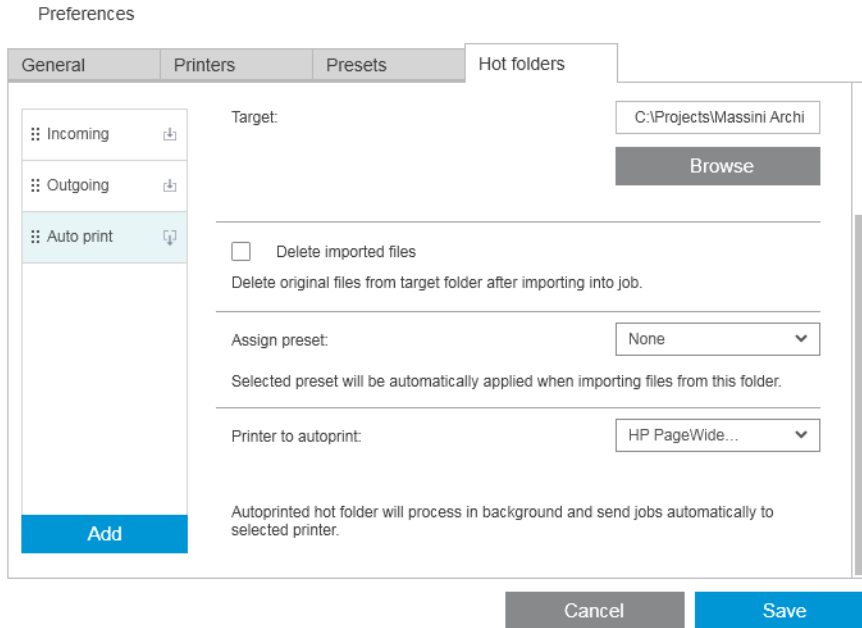 Preferences
General
Printers
Presets
Hot folders
Incoming
Outgoing
Auto print
Add
Target:
C:\Projects\Massini Archi
Browse
Delete imported files
Delete original files from target folder after importing into job.
Assign preset:
None
Selected preset will be automatically applied when importing files from this folder.
Printer to autoprint:
HP PageWide...
Autoprinted hot folder will process in background and send jobs automatically to
selected printer.
Cancel
Save